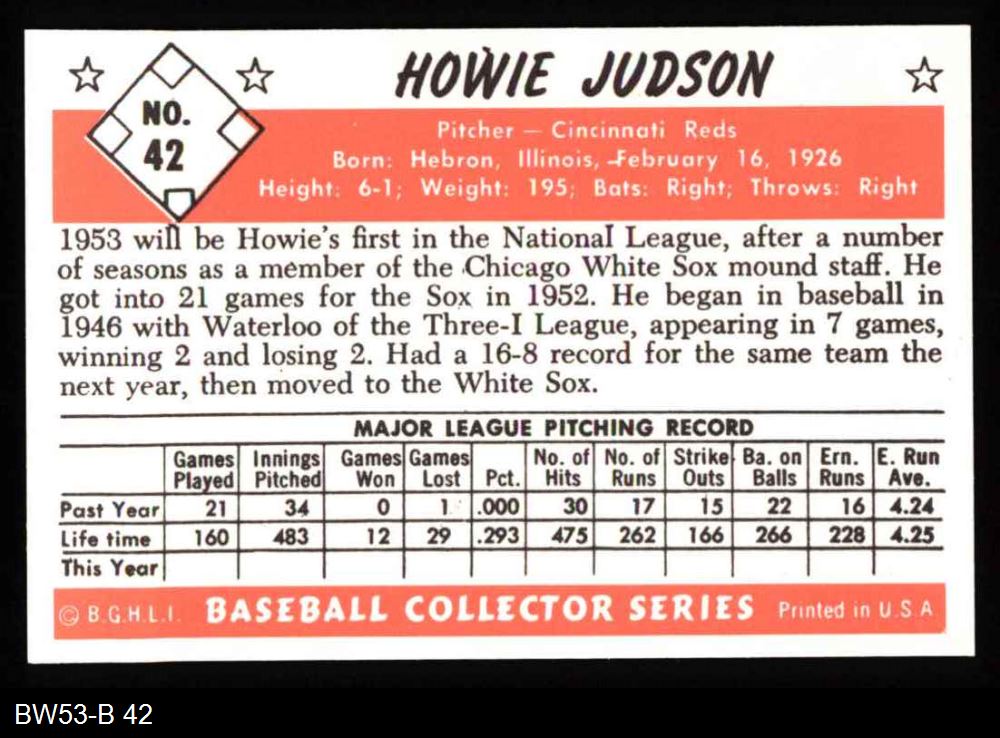 HOWIE JUDSON
NO.
42
Pitcher — Cincinnati Reds
Born: Hebron, Illinois, February 16, 1926
Height: 6-1; Weight: 195; Bats: Right; Throws: Right
1953 will be Howie's first in the National League, after a number
of seasons as a member of the Chicago White Sox mound staff. He
got into 21 games for the Sox in 1952. He began in baseball in
1946 with Waterloo of the Three-I League, appearing in 7 games,
winning 2 and losing 2. Had a 16-8 record for the same team the
next year, then moved to the White Sox.
MAJOR LEAGUE PITCHING RECORD
Games Innings Games Games No. of No. of Strike Ba. on Ern. E. Run
Played Pitched Won Lost Pct. Hits Runs Outs Balls Runs Ave.
Past Year 21 34 0 1 .000 30 17 15 22 16 4.24
Life time 160 483 12 29 .293 475 262 166 266 228 4.25
This Year
© B.G.H.L.I. BASEBALL COLLECTOR SERIES Printed in U.S.A.
BW53-B 42